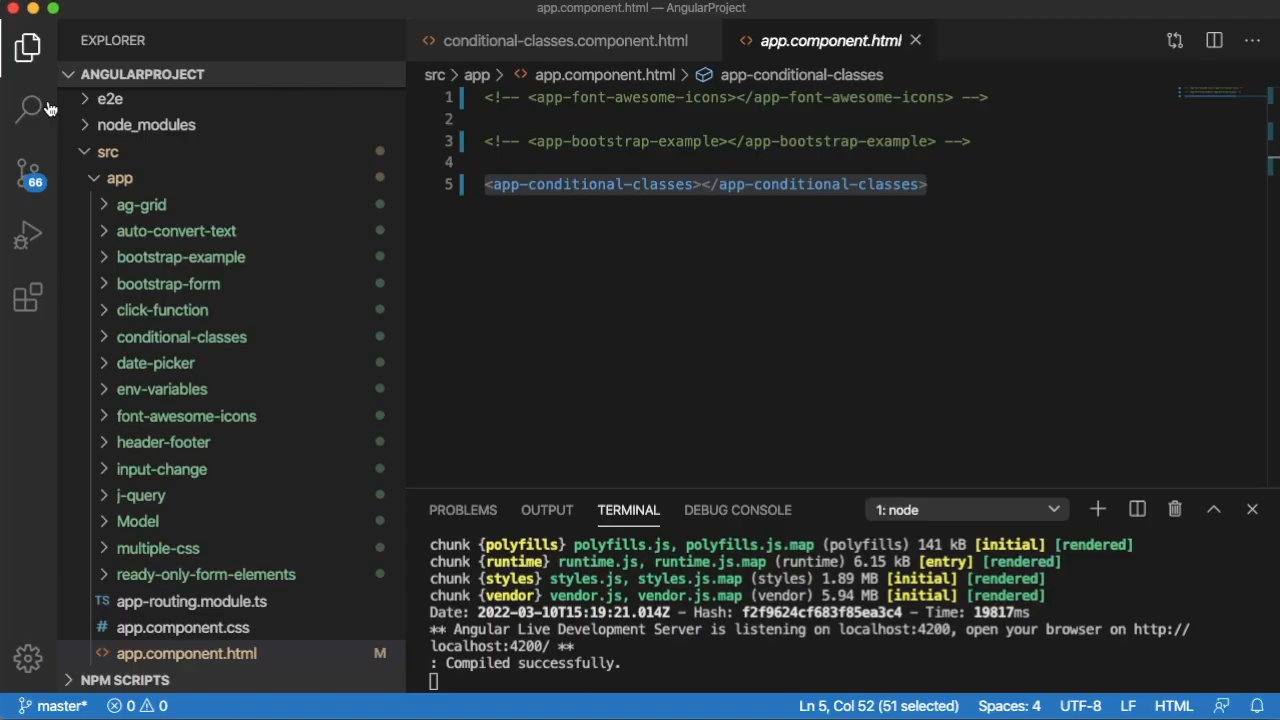 app.component.html — AngularProject
EXPLORER
ANGULARPROJECT
e2e
node_modules
src
app
ag-grid
auto-convert-text
bootstrap-example
bootstrap-form
click-function
conditional-classes
date-picker
env-variables
font-awesome-icons
header-footer
input-change
j-query
Model
multiple-css
ready-only-form-elements
TS app-routing.module.ts
# app.component.css
<> app.component.html M
NPM SCRIPTS
66
<> conditional-classes.component.html <> app.component.html
src > app > <> app.component.html > app-conditional-classes
1 <!-- <app-font-awesome-icons></app-font-awesome-icons> -->
2
3 <!-- <app-bootstrap-example></app-bootstrap-example> -->
4
5 <app-conditional-classes></app-conditional-classes>
PROBLEMS OUTPUT TERMINAL DEBUG CONSOLE 1: node
chunk {polyfills} polyfills.js, polyfills.js.map (polyfills) 141 kB [initial] [rendered]
chunk {runtime} runtime.js, runtime.js.map (runtime) 6.15 kB [entry] [rendered]
chunk {styles} styles.js, styles.js.map (styles) 1.89 MB [initial] [rendered]
chunk {vendor} vendor.js, vendor.js.map (vendor) 5.94 MB [initial] [rendered]
Date: 2022-03-10T15:19:21.014Z - Hash: f2f9624cf683f85ea3c4 - Time: 19817ms
** Angular Live Development Server is listening on localhost:4200, open your browser on http://
localhost:4200/ **
: Compiled successfully.
master* 0 0 Ln 5, Col 52 (51 selected) Spaces: 4 UTF-8 LF HTML